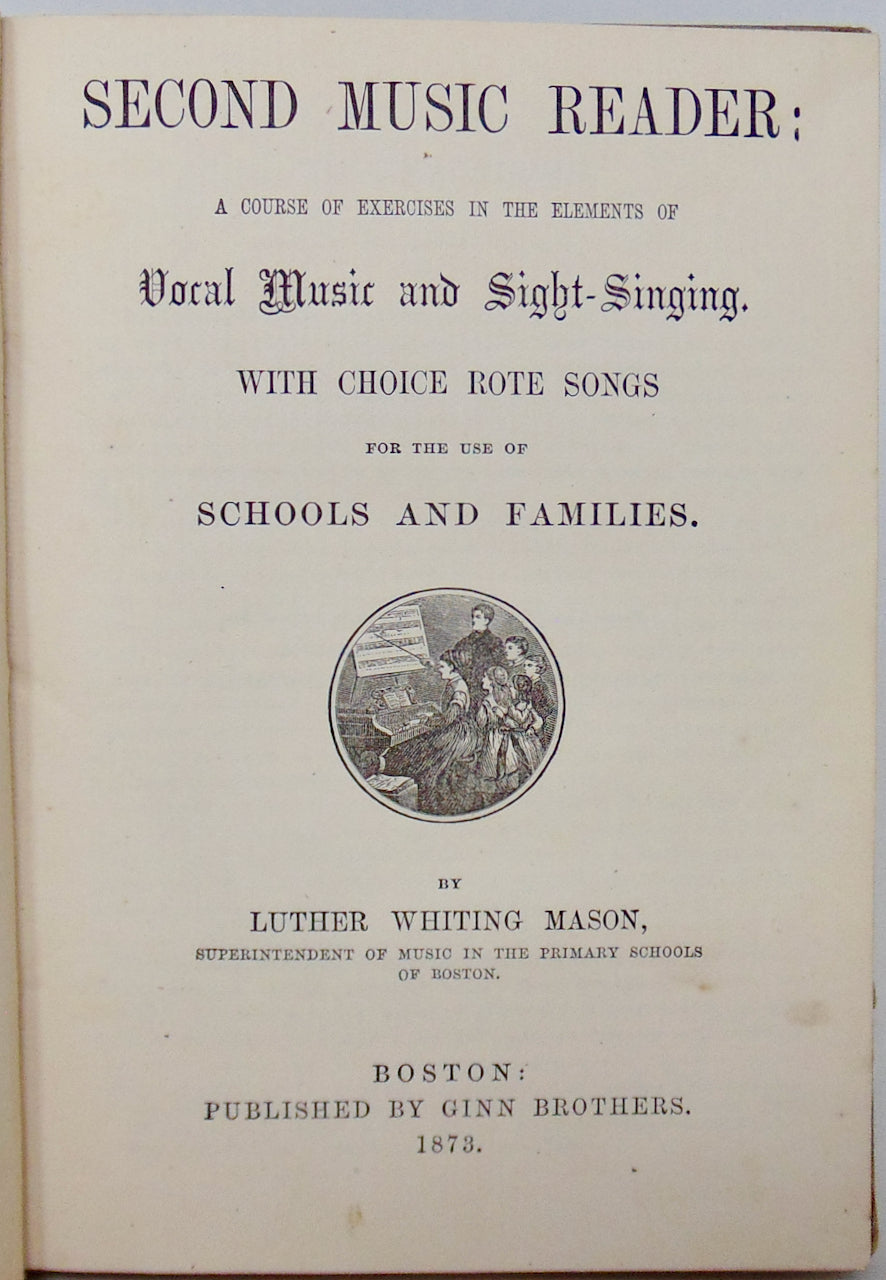 SECOND MUSIC READER:
A COURSE OF EXERCISES IN THE ELEMENTS OF
Vocal Music and Sight-Singing.
WITH CHOICE ROTE SONGS
FOR THE USE OF
SCHOOLS AND FAMILIES.
BY
LUTHER WHITING MASON,
SUPERINTENDENT OF MUSIC IN THE PRIMARY SCHOOLS
OF BOSTON.
BOSTON:
PUBLISHED BY GINN BROTHERS.
1873.